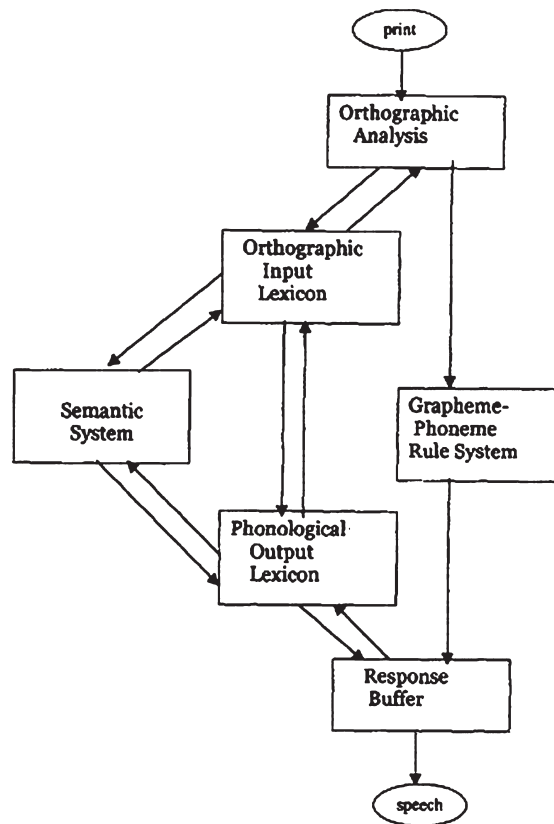 print
Orthographic
Analysis
Orthographic
Input
Lexicon
Semantic
System
Grapheme-
Phoneme
Rule System
Phonological
Output
Lexicon
Response
Buffer
speech